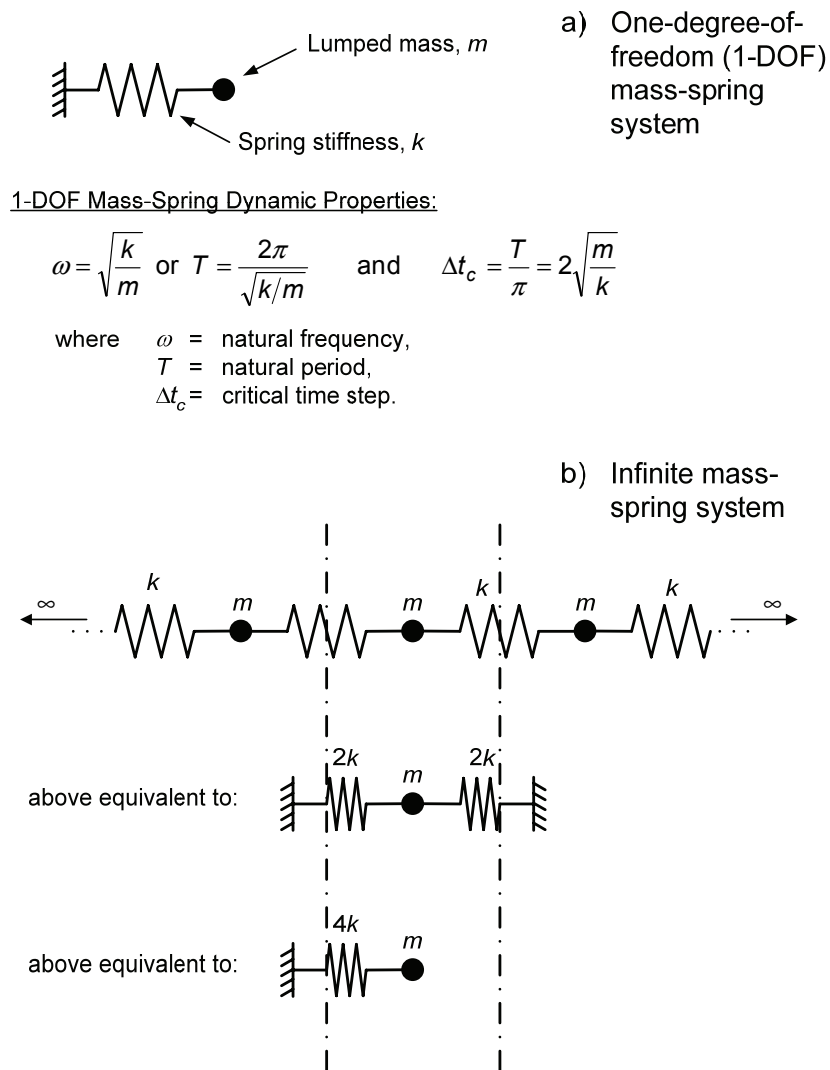 a) One-degree-of-
freedom (1-DOF)
mass-spring
system
Lumped mass, m
Spring stiffness, k
1-DOF Mass-Spring Dynamic Properties:
ω = √(k/m) or T = 2π/√(k/m) and Δt_c = T/π = 2√(m/k)
where ω = natural frequency,
T = natural period,
Δt_c = critical time step.
b) Infinite mass-
spring system
k k k
∞ m m m ∞
2k 2k
m
above equivalent to:
4k
m
above equivalent to: